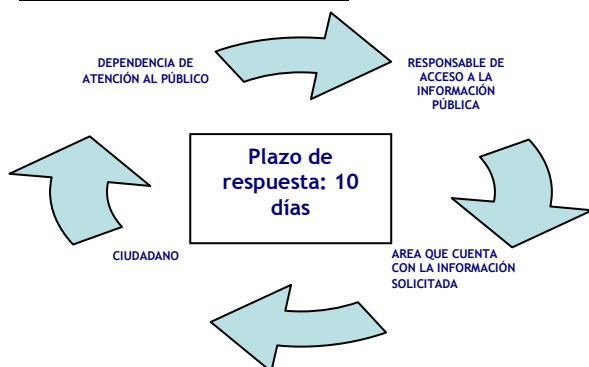 DEPENDENCIA DE
ATENCIÓN AL PÚBLICO
RESPONSABLE DE
ACCESO A LA
INFORMACIÓN
PÚBLICA
Plazo de
respuesta: 10
días
CIUDADANO
AREA QUE CUENTA
CON LA INFORMACIÓN
SOLICITADA